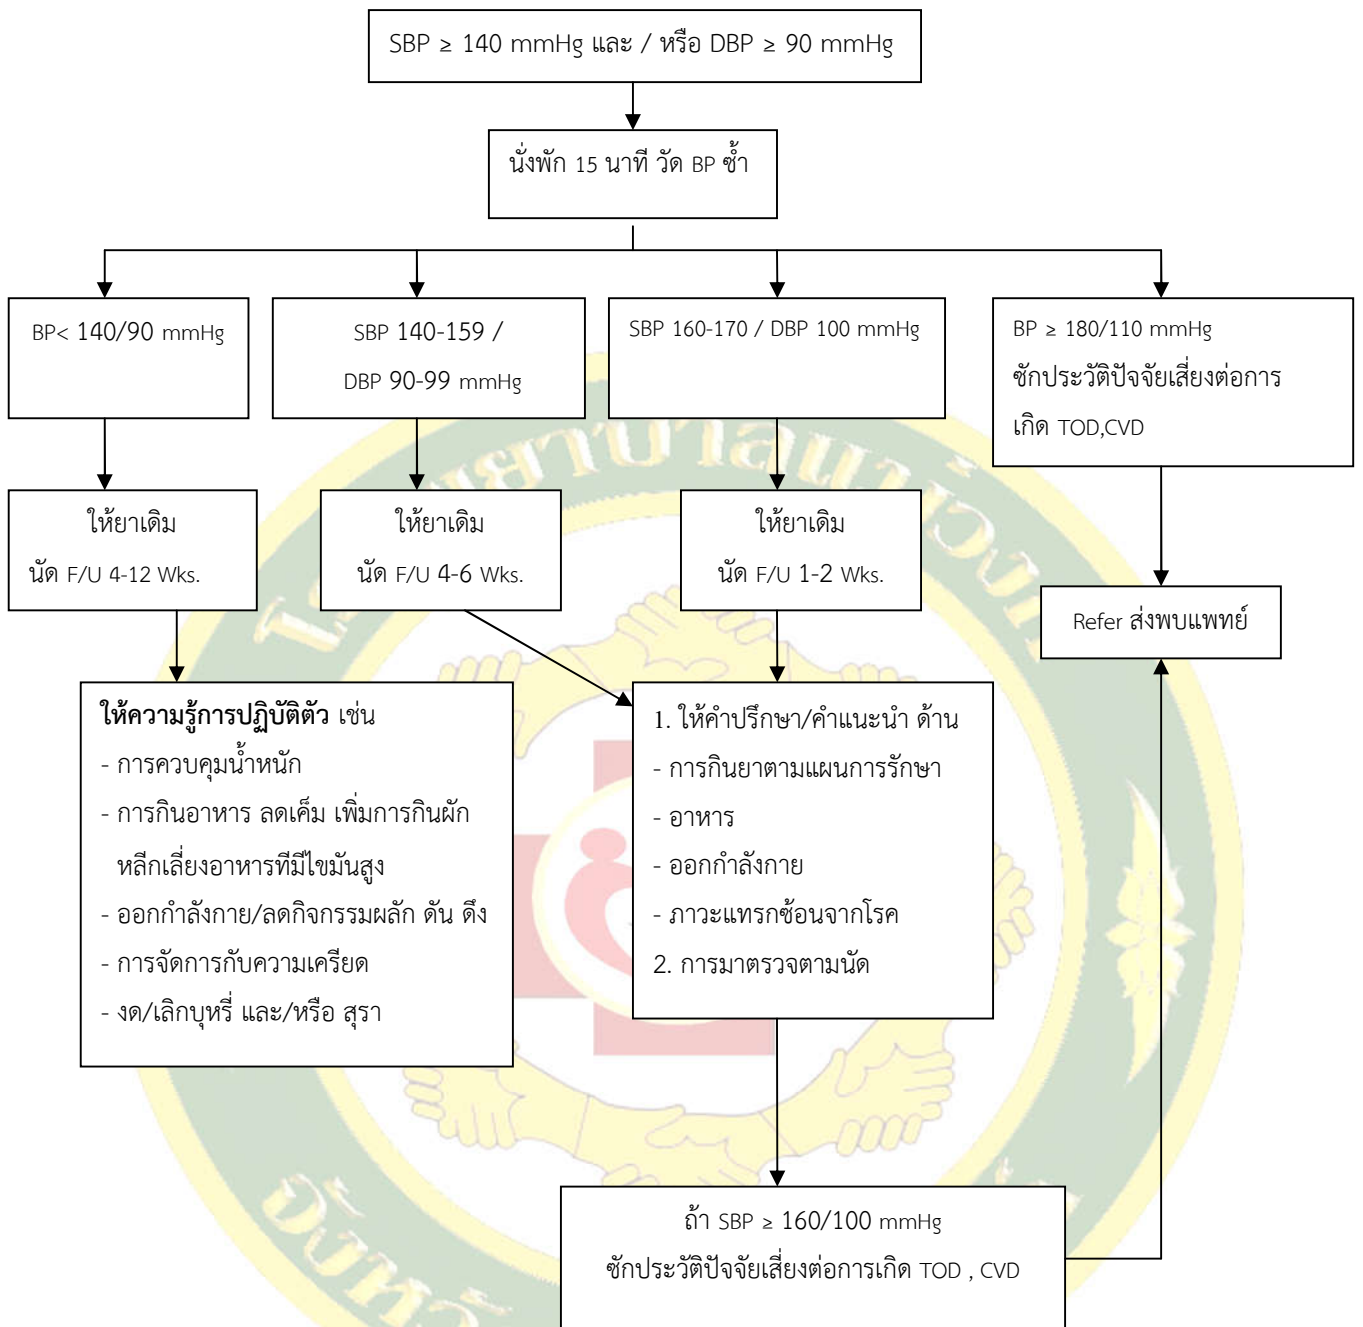 SBP ≥ 140 mmHg และ / หรือ DBP ≥ 90 mmHg
นั่งพัก 15 นาที วัด BP ซ้ำ
BP< 140/90 mmHg
SBP 140-159 /
DBP 90-99 mmHg
SBP 160-170 / DBP 100 mmHg
BP ≥ 180/110 mmHg
ซักประวัติปัจจัยเสี่ยงต่อการ
เกิด TOD,CVD
ให้ยาเดิม
นัด F/U 4-12 Wks.
ให้ยาเดิม
นัด F/U 4-6 Wks.
ให้ยาเดิม
นัด F/U 1-2 Wks.
Refer ส่งพบแพทย์
ให้ความรู้การปฏิบัติตัว เช่น
- การควบคุมน้ำหนัก
- การกินอาหาร ลดเค็ม เพิ่มการกินผัก
หลีกเลี่ยงอาหารทีมีไขมันสูง
- ออกกำลังกาย/ลดกิจกรรมผลัก ดัน ดึง
- การจัดการกับความเครียด
- งด/เลิกบุหรี่ และ/หรือ สุรา
1. ให้คำปรึกษา/คำแนะนำ ด้าน
- การกินยาตามแผนการรักษา
- อาหาร
- ออกกำลังกาย
- ภาวะแทรกซ้อนจากโรค
2. การมาตรวจตามนัด
ถ้า SBP ≥ 160/100 mmHg
ซักประวัติปัจจัยเสี่ยงต่อการเกิด TOD , CVD